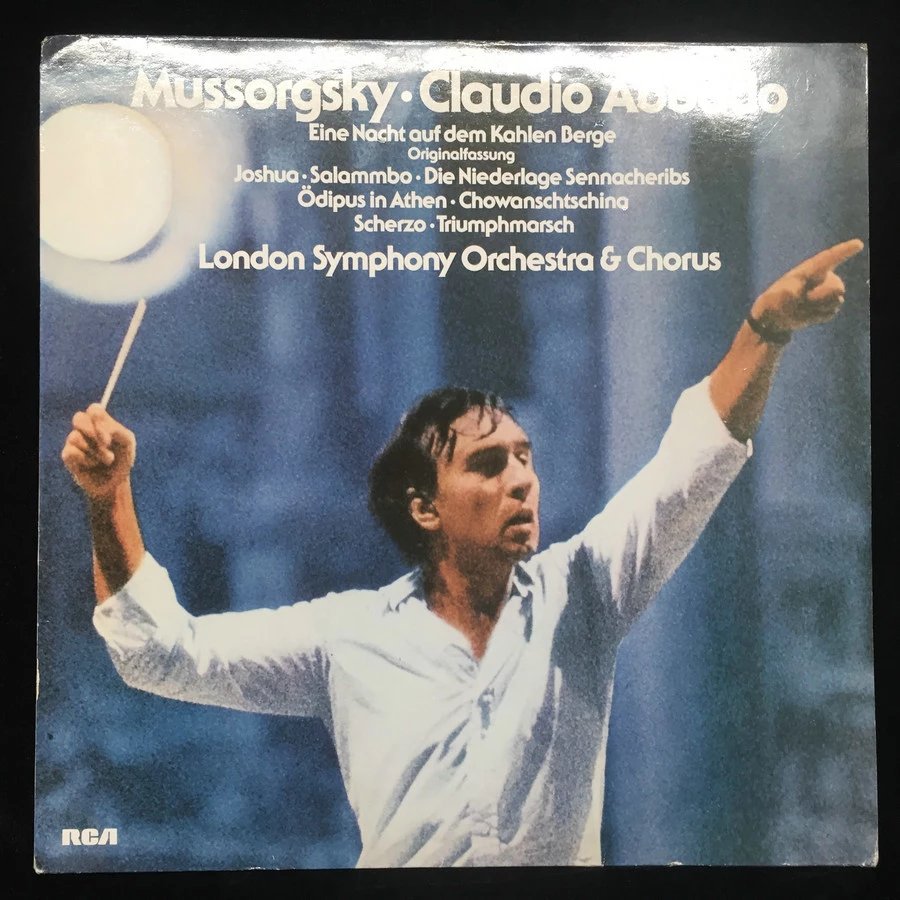 Mussorgsky · Claudio Abbado
Eine Nacht auf dem Kahlen Berge
Originalfassung
Joshua · Salammbo · Die Niederlage Sennacheribs
Ödipus in Athen · Chowanschtschina
Scherzo · Triumphmarsch
London Symphony Orchestra & Chorus
RCA